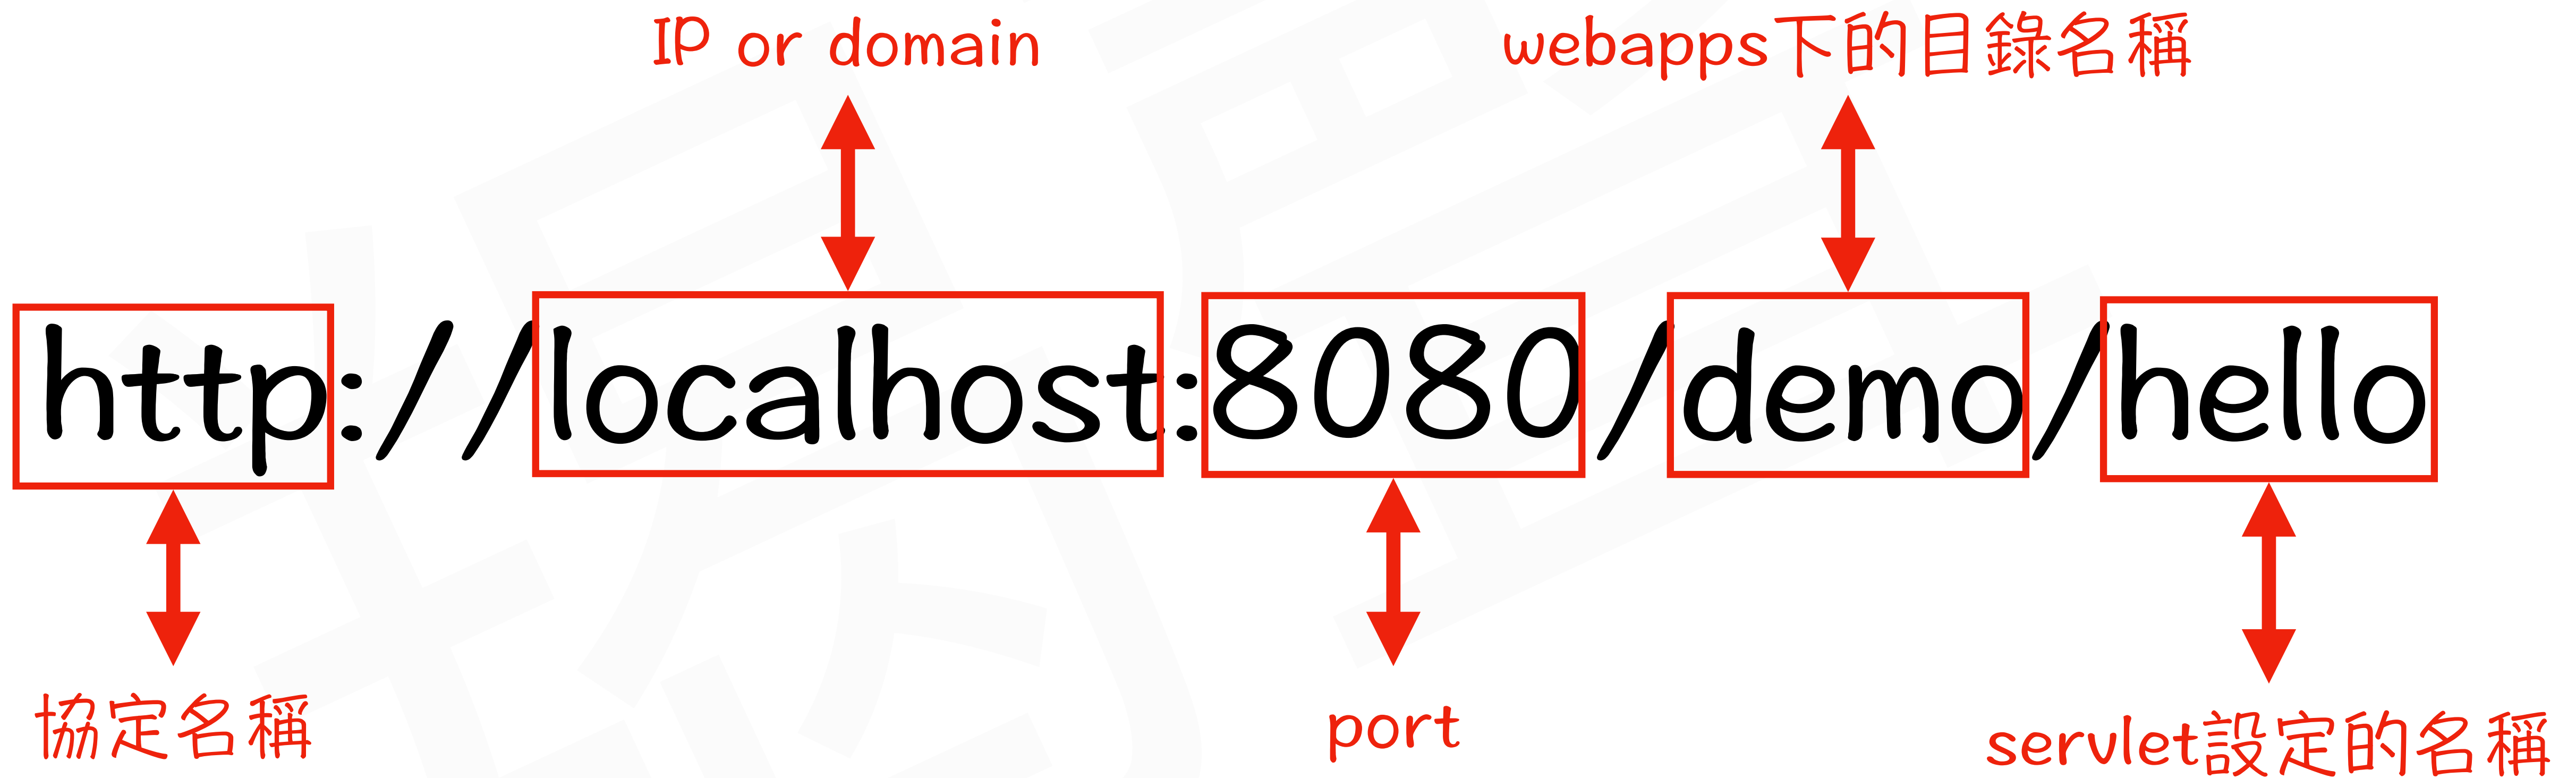 IP or domain
webapps下的目錄名稱
http://localhost:8080/demo/hello
協定名稱
port
servlet設定的名稱